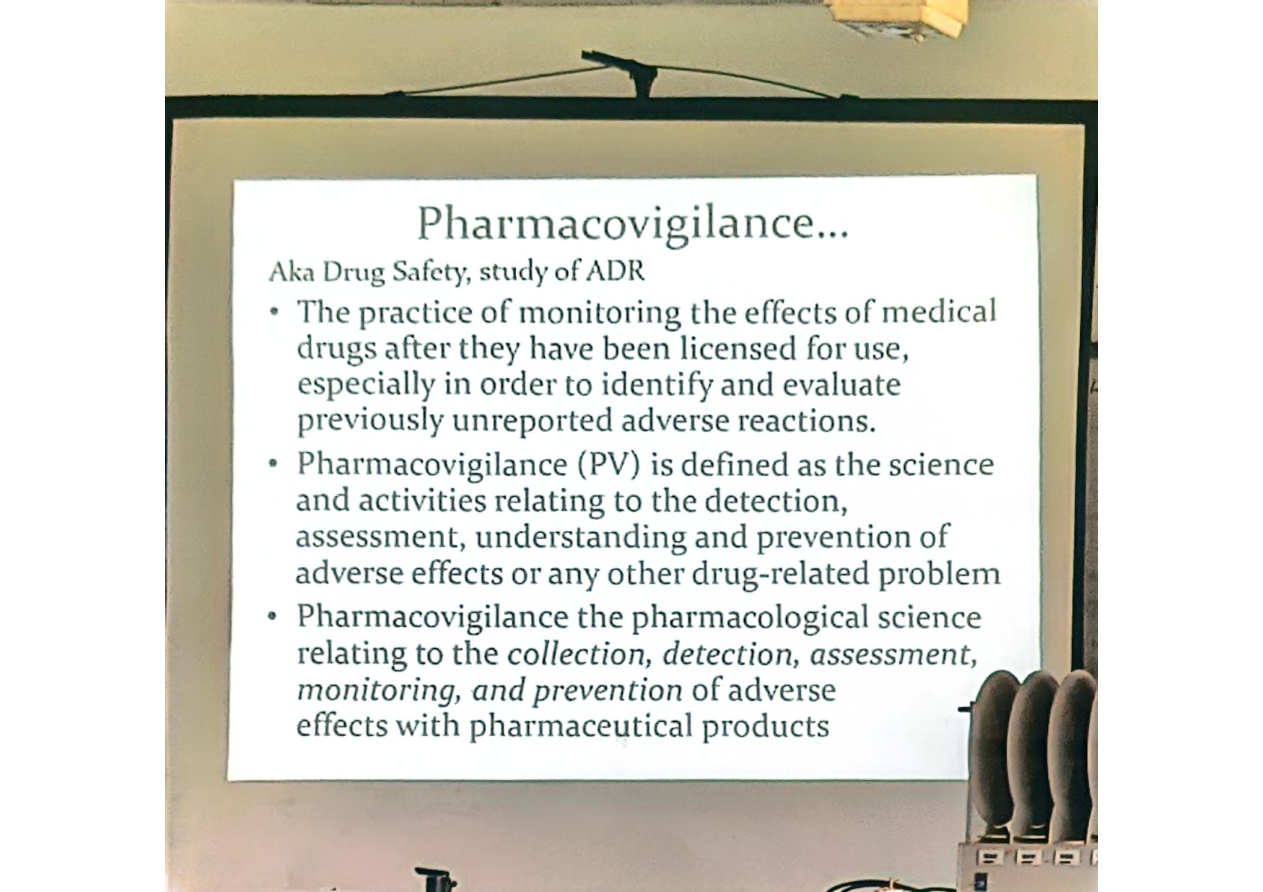 Pharmacovigilance...
Aka Drug Safety, study of ADR
• The practice of monitoring the effects of medical
drugs after they have been licensed for use,
especially in order to identify and evaluate
previously unreported adverse reactions.
• Pharmacovigilance (PV) is defined as the science
and activities relating to the detection,
assessment, understanding and prevention of
adverse effects or any other drug-related problem
• Pharmacovigilance the pharmacological science
relating to the collection, detection, assessment,
monitoring, and prevention of adverse
effects with pharmaceutical products